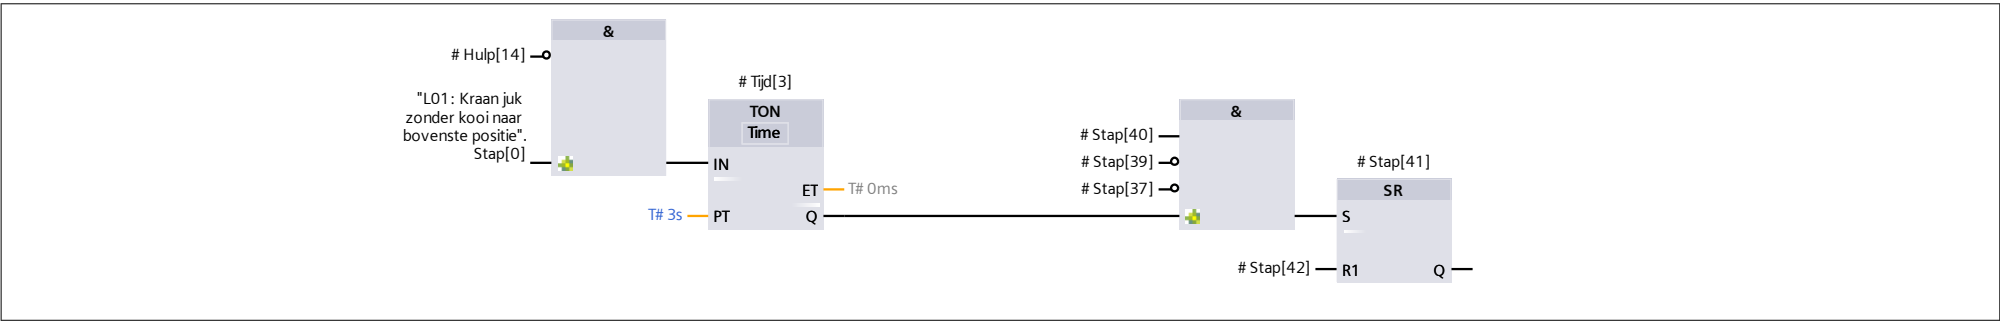 &
# Hulp[14]
"L01: Kraan juk
zonder kooi naar
bovenste positie".
Stap[0]
# Tijd[3]
TON
Time
IN
ET
T# 0ms
T# 3s
PT
Q
&
# Stap[40]
# Stap[39]
# Stap[37]
# Stap[41]
SR
S
# Stap[42]
R1
Q